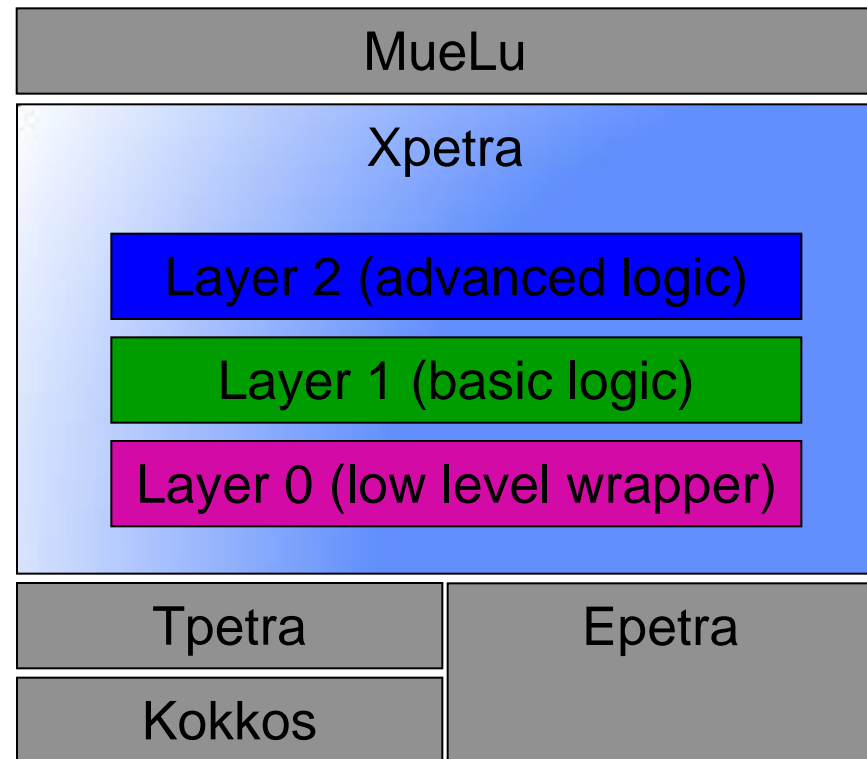 MueLu
Xpetra
Layer 2 (advanced logic)
Layer 1 (basic logic)
Layer 0 (low level wrapper)
Tpetra
Epetra
Kokkos